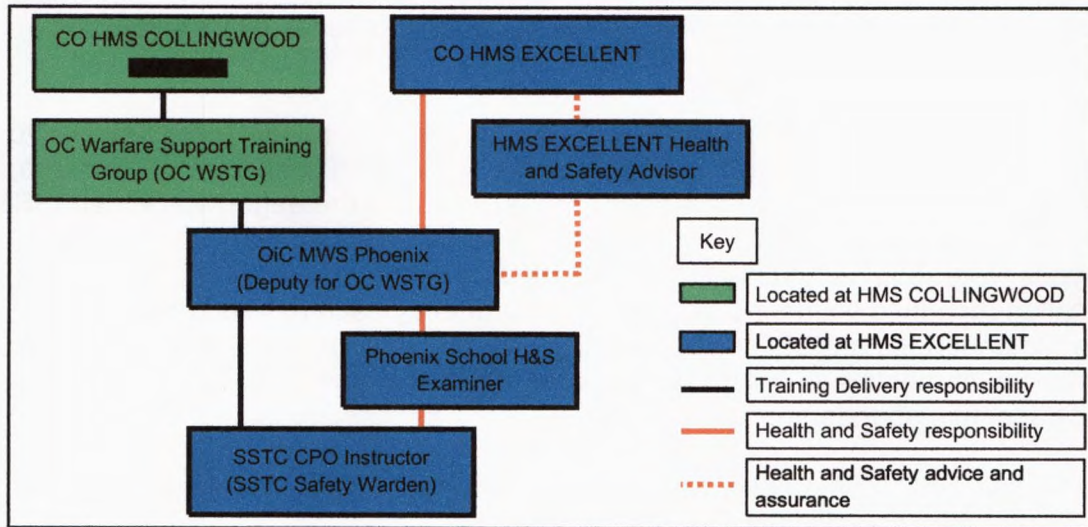 CO HMS COLLINGWOOD
CO HMS EXCELLENT
OC Warfare Support Training
Group (OC WSTG)
HMS EXCELLENT Health
and Safety Advisor
OiC MWS Phoenix
(Deputy for OC WSTG)
Phoenix School H&S
Examiner
SSTC CPO Instructor
(SSTC Safety Warden)
Key
Located at HMS COLLINGWOOD
Located at HMS EXCELLENT
Training Delivery responsibility
Health and Safety responsibility
Health and Safety advice and
assurance